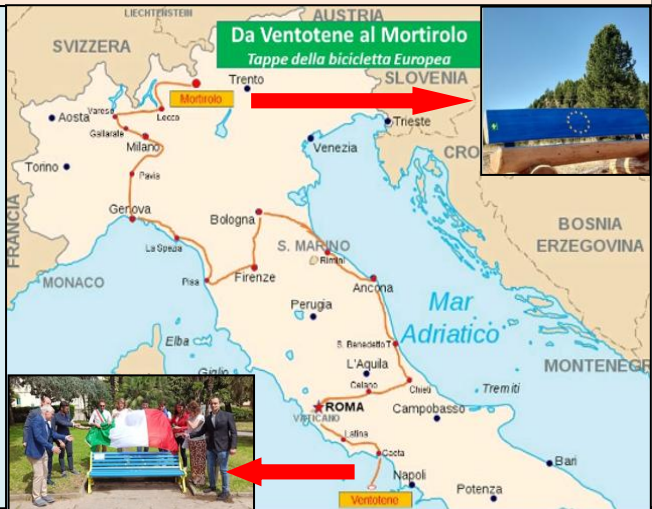 LIECHTENSTEIN
AUSTRIA
Da Ventotene al Mortirolo
Tappe della bicicletta Europea
SVIZZERA
Trento
SLOVENIA
Mortirolo
Varese
Lecco
Aosta
Gallarate
Milano
Trieste
Venezia
CRO
Torino
Pavia
Genova
Bologna
FRANCIA
La Spezia
S. MARINO
Rimini
BOSNIA
ERZEGOVINA
MONACO
Pisa
Firenze
Ancona
Perugia
Mar
Adriatico
Elba
S. Benedetto T
Giglio
L'Aquila
MONTENEGR
Celano
Chieti
Tremiti
ROMA
VATICANO
Campobasso
Latina
Gaeta
Bari
Napoli
Ventotene
Potenza